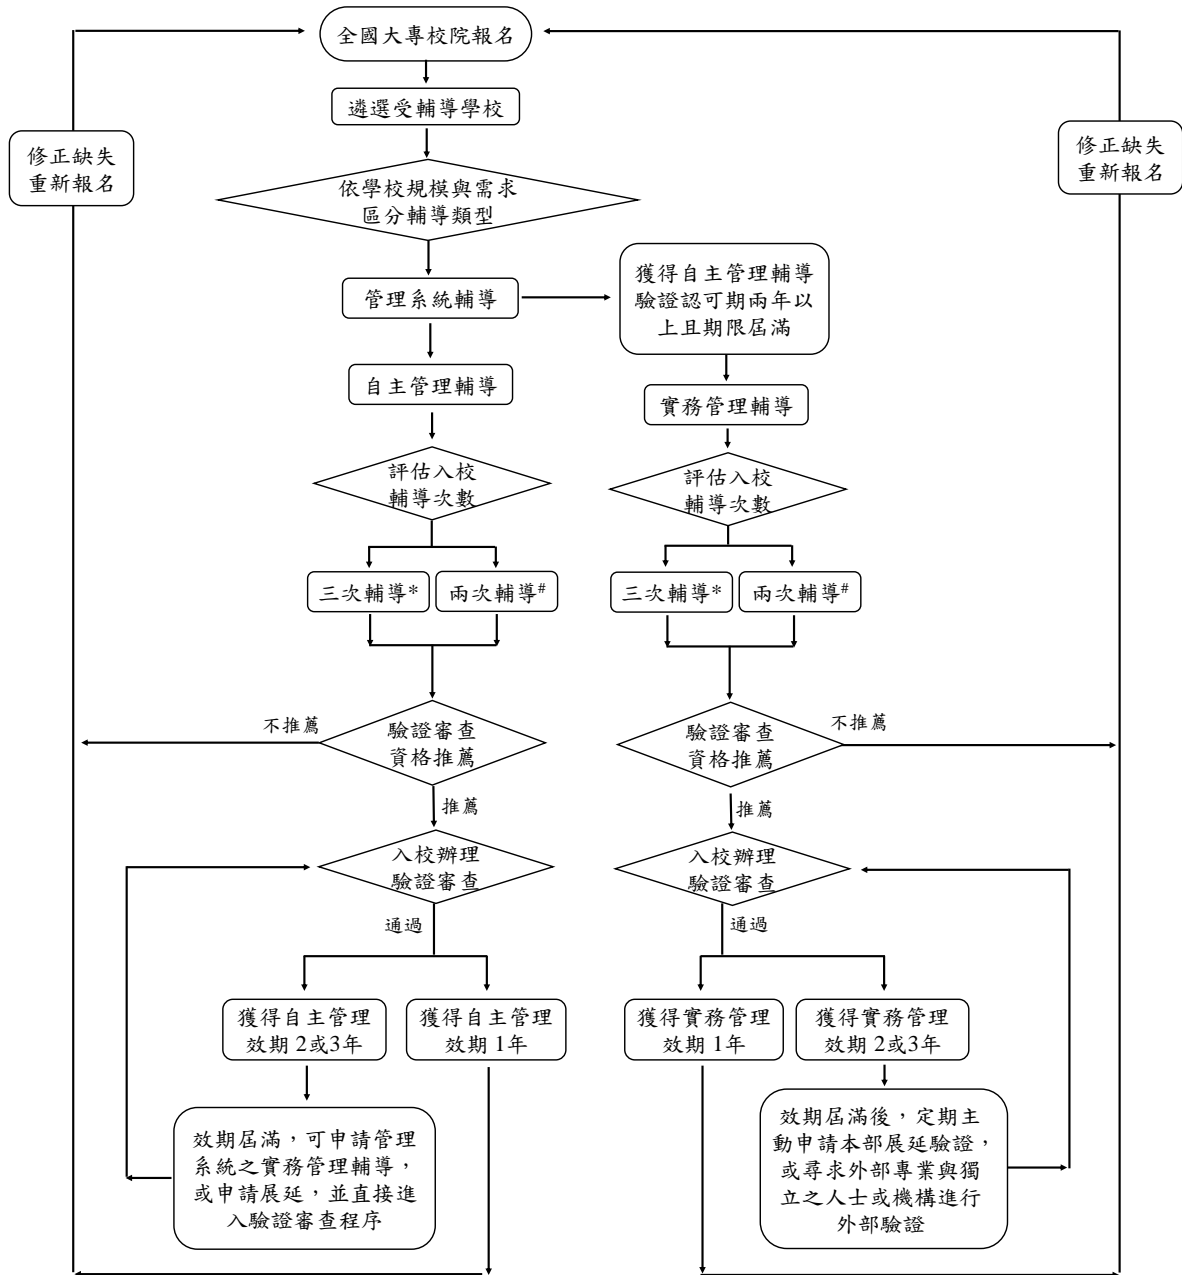 全國大專校院報名
遴選受輔導學校
修正缺失
重新報名
修正缺失
重新報名
依學校規模與需求
區分輔導類型
管理系統輔導
獲得自主管理輔導
驗證認可期兩年以
上且期限屆滿
自主管理輔導
實務管理輔導
評估入校
輔導次數
評估入校
輔導次數
三次輔導*
兩次輔導#
三次輔導*
兩次輔導#
不推薦
驗證審查
資格推薦
驗證審查
資格推薦
不推薦
推薦
推薦
入校辦理
驗證審查
入校辦理
驗證審查
通過
通過
獲得自主管理
效期 2或3年
獲得自主管理
效期 1年
獲得實務管理
效期 1年
獲得實務管理
效期 2或3年
效期屆滿，可申請管理
系統之實務管理輔導，
或申請展延，並直接進
入驗證審查程序
效期屆滿後，定期主
動申請本部展延驗證，
或尋求外部專業與獨
立之人士或機構進行
外部驗證